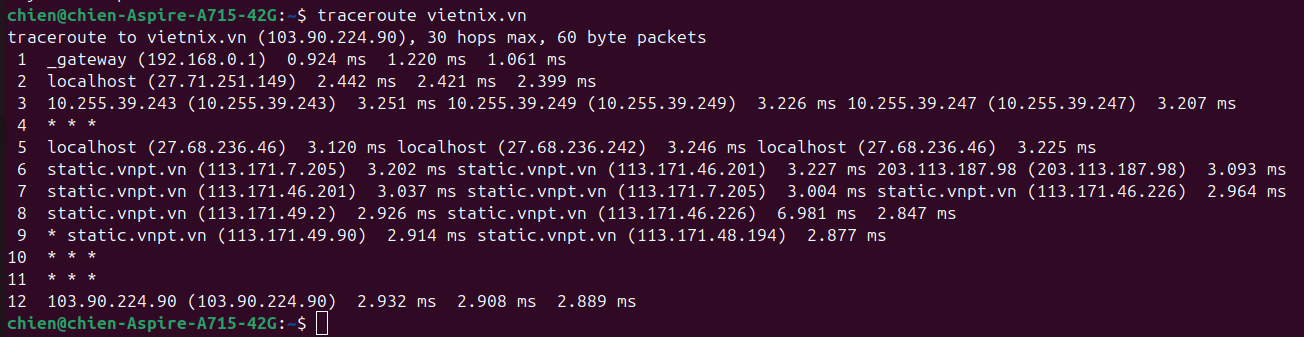 chien@chien-Aspire-A715-42G:~$ traceroute vietnix.vn
traceroute to vietnix.vn (103.90.224.90), 30 hops max, 60 byte packets
 1  _gateway (192.168.0.1)  0.924 ms  1.220 ms  1.061 ms
 2  localhost (27.71.251.149)  2.442 ms  2.421 ms  2.399 ms
 3  10.255.39.243 (10.255.39.243)  3.251 ms 10.255.39.249 (10.255.39.249)  3.226 ms 10.255.39.247 (10.255.39.247)  3.207 ms
 4  * * *
 5  localhost (27.68.236.46)  3.120 ms localhost (27.68.236.242)  3.246 ms localhost (27.68.236.46)  3.225 ms
 6  static.vnpt.vn (113.171.7.205)  3.202 ms static.vnpt.vn (113.171.46.201)  3.227 ms 203.113.187.98 (203.113.187.98)  3.093 ms
 7  static.vnpt.vn (113.171.46.201)  3.037 ms static.vnpt.vn (113.171.7.205)  3.004 ms static.vnpt.vn (113.171.46.226)  2.964 ms
 8  static.vnpt.vn (113.171.49.2)  2.926 ms static.vnpt.vn (113.171.46.226)  6.981 ms  2.847 ms
 9  * static.vnpt.vn (113.171.49.90)  2.914 ms static.vnpt.vn (113.171.48.194)  2.877 ms
10  * * *
11  * * *
12  103.90.224.90 (103.90.224.90)  2.932 ms  2.908 ms  2.889 ms
chien@chien-Aspire-A715-42G:~$